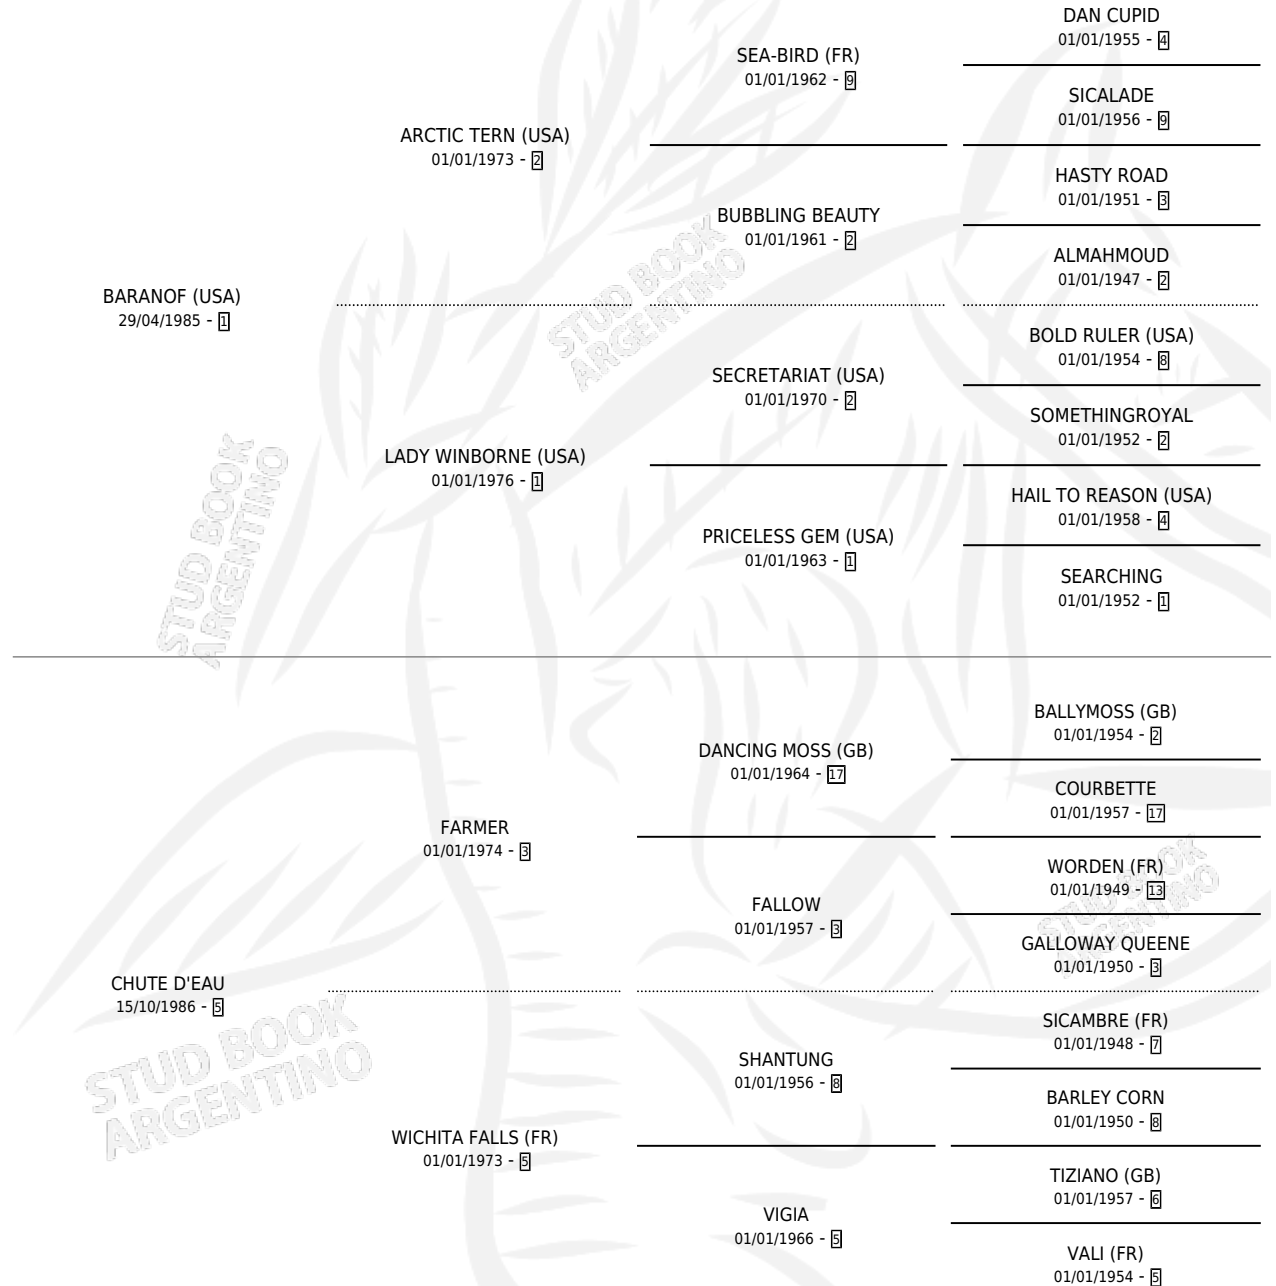 DAN CUPID
01/01/1955 - 4
SEA-BIRD (FR)
01/01/1962 - 9
SICALADE
01/01/1956 - 9
ARCTIC TERN (USA)
01/01/1973 - 2
HASTY ROAD
01/01/1951 - 3
BUBBLING BEAUTY
01/01/1961 - 2
ALMAHMOUD
01/01/1947 - 2
BARANOF (USA)
29/04/1985 - 1
STUD BOOK
ARGENTINO
BOLD RULER (USA)
01/01/1954 - 8
SECRETARIAT (USA)
01/01/1970 - 2
SOMETHINGROYAL
01/01/1952 - 2
LADY WINBORNE (USA)
01/01/1976 - 1
HAIL TO REASON (USA)
01/01/1958 - 4
PRICELESS GEM (USA)
01/01/1963 - 1
SEARCHING
01/01/1952 - 1
STUD BOOK
ARGENTINO
BALLYMOSS (GB)
01/01/1954 - 2
DANCING MOSS (GB)
01/01/1964 - 17
COURBETTE
01/01/1957 - 17
FARMER
01/01/1974 - 3
WORDEN (FR)
01/01/1949 - 13
FALLOW
01/01/1957 - 3
GALLOWAY QUEENE
01/01/1950 - 3
STUD BOOK
ARGENTINO
CHUTE D'EAU
15/10/1986 - 5
SICAMBRE (FR)
01/01/1948 - 7
SHANTUNG
01/01/1956 - 8
BARLEY CORN
01/01/1950 - 8
STUD BOOK
ARGENTINO
WICHITA FALLS (FR)
01/01/1973 - 5
TIZIANO (GB)
01/01/1957 - 6
VIGIA
01/01/1966 - 5
VALI (FR)
01/01/1954 - 5